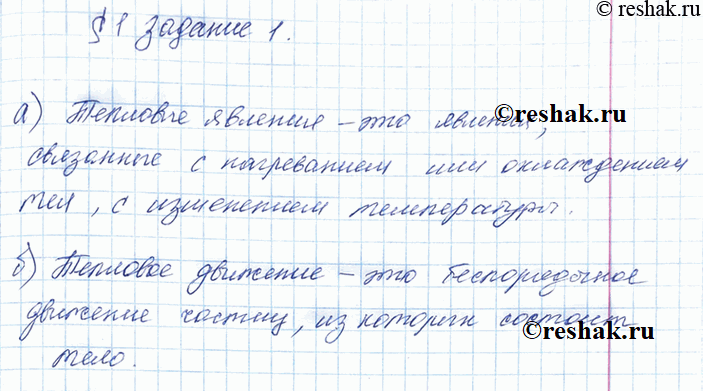 § 1 Задание 1.
©reshak.ru
а) Тепловые явления – это явления,
связанные с нагреванием или охлаждением
©reshak.ru
тел, с изменением температуры.
б) Тепловое движение – это беспорядочное
движение частиц, из которых состоит
©reshak.ru
тело.